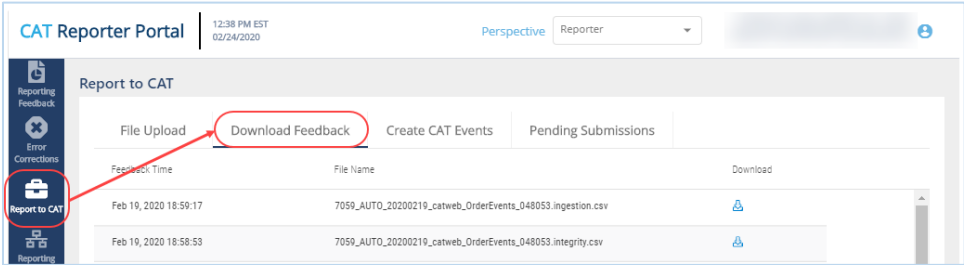 CAT Reporter Portal
12:38 PM EST
02/24/2020
Perspective
Reporter
Reporting
Feedback
Error
Corrections
Report to CAT
Reporting
Report to CAT
File Upload
Download Feedback
Create CAT Events
Pending Submissions
Feedback Time File Name Download
Feb 19, 2020 18:59:17 7059_AUTO_20200219_catweb_OrderEvents_048053.ingestion.csv
Feb 19, 2020 18:58:53 7059_AUTO_20200219_catweb_OrderEvents_048053.integrity.csv